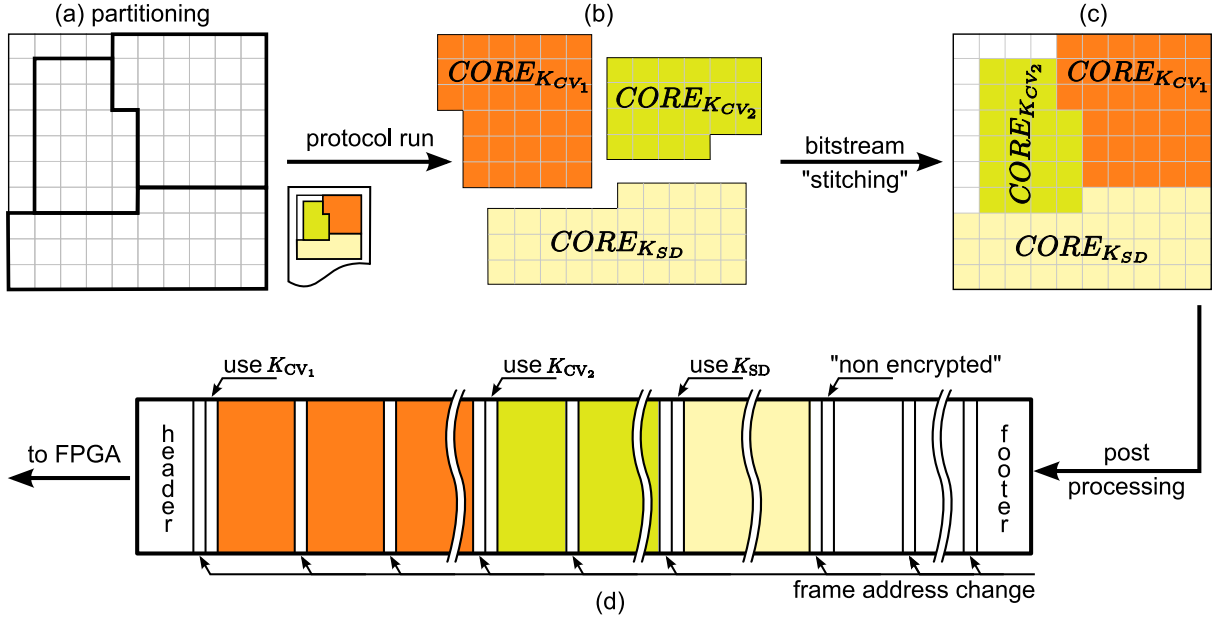 (a) partitioning
(b)
(c)
CORE_{K_{CV_1}}
CORE_{K_{CV_2}}
CORE_{K_{SD}}
protocol run
bitstream
"stitching"
CORE_{K_{CV_2}}
CORE_{K_{CV_1}}
CORE_{K_{SD}}
use K_{CV_1}
use K_{CV_2}
use K_{SD}
"non encrypted"
to FPGA
header
footer
post
processing
frame address change
(d)